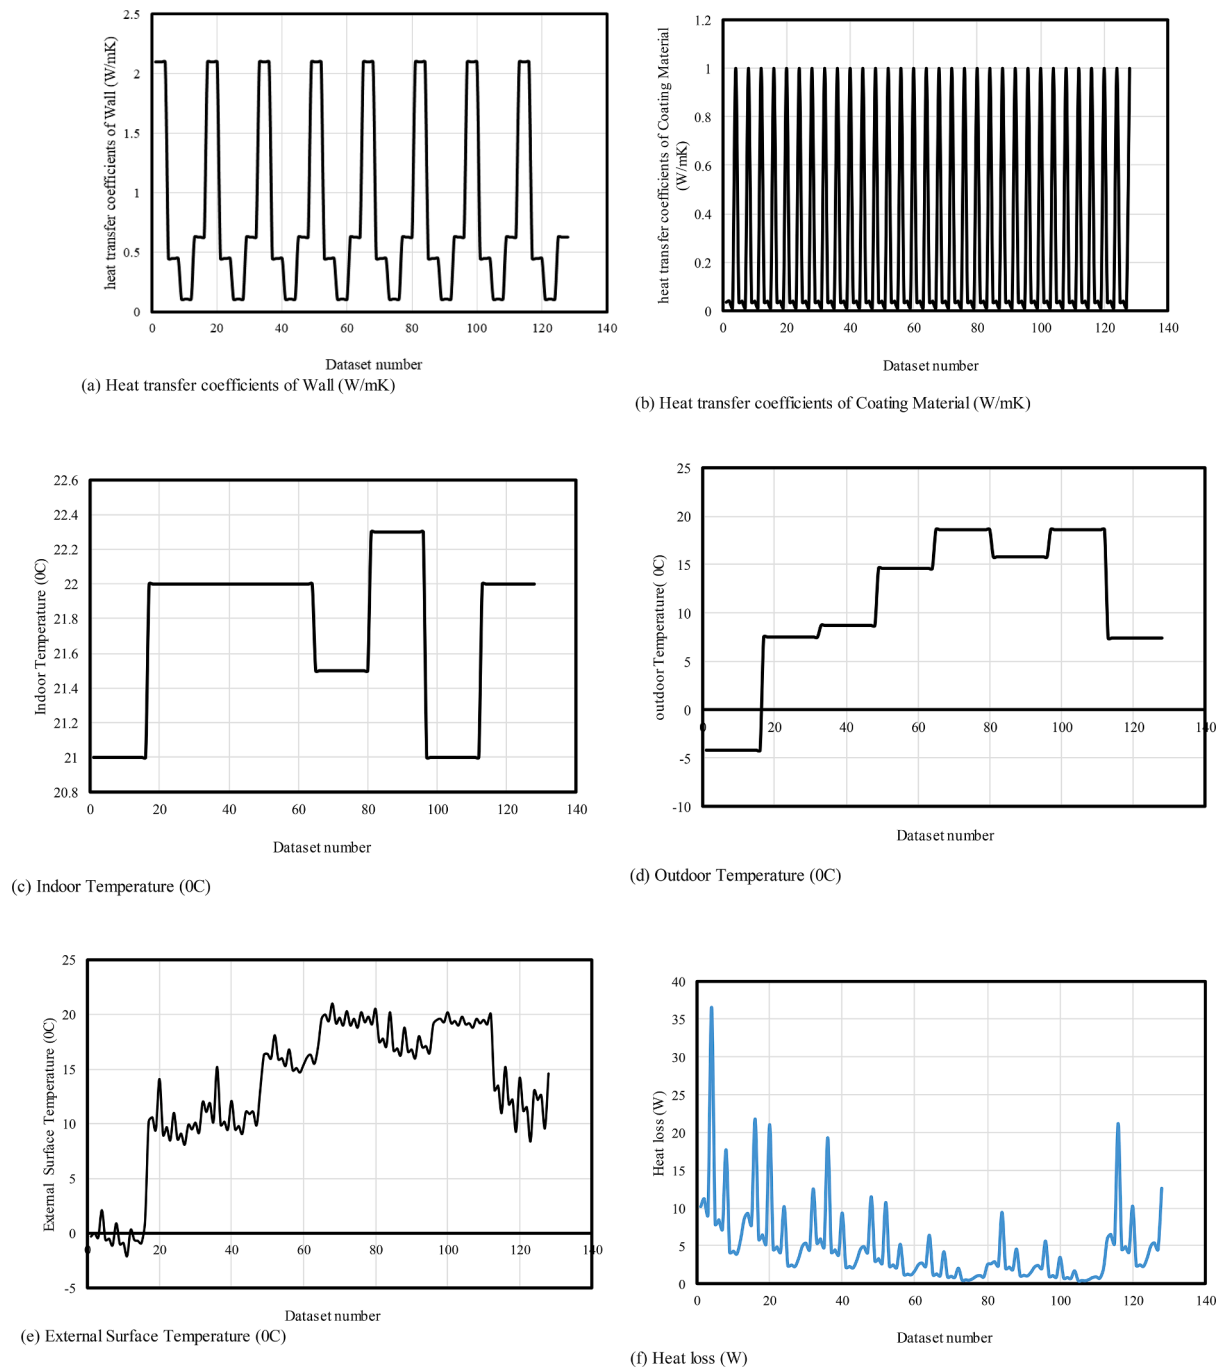 heat transfer coefficients of Wall (W/mK)
2.5
2
1.5
1
0.5
0
0 20 40 60 80 100 120 140
Dataset number
(a) Heat transfer coefficients of Wall (W/mK)
heat transfer coefficients of Coating Material
(W/mK)
1.2
1
0.8
0.6
0.4
0.2
0
0 20 40 60 80 100 120 140
Dataset number
(b) Heat transfer coefficients of Coating Material (W/mK)
Indoor Temperature (0C)
22.6
22.4
22.2
22
21.8
21.6
21.4
21.2
21
20.8
0 20 40 60 80 100 120 140
Dataset number
(c) Indoor Temperature (0C)
outdoor Temperature( 0C)
25
20
15
10
5
0
-5
-10
0 20 40 60 80 100 120 140
Dataset number
(d) Outdoor Temperature (0C)
External Surface Temperature (0C)
25
20
15
10
5
0
-5
0 20 40 60 80 100 120 140
Dataset number
(e) External Surface Temperature (0C)
Heat loss (W)
40
35
30
25
20
15
10
5
0
0 20 40 60 80 100 120 140
Dataset number
(f) Heat loss (W)